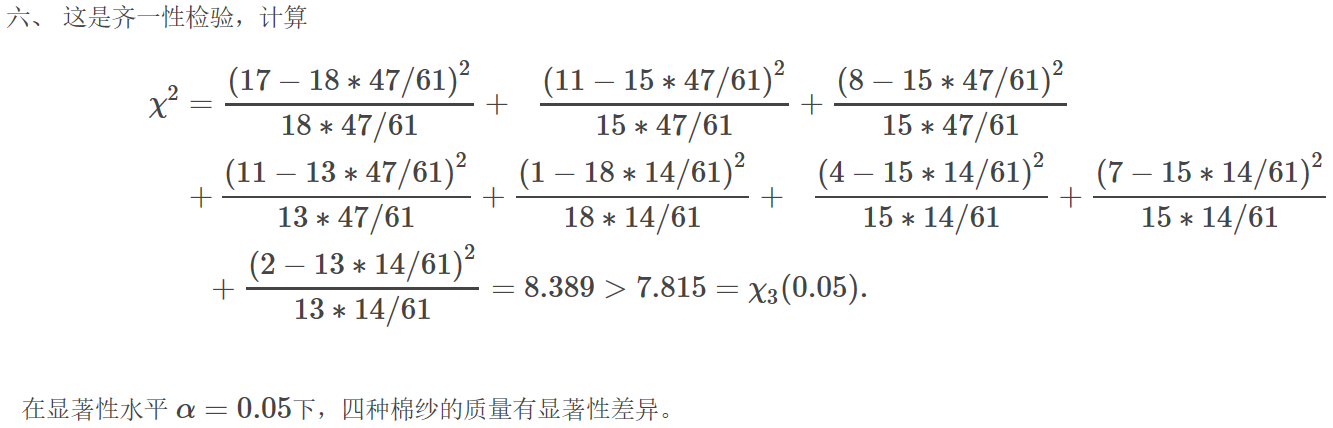 六、 这是齐一性检验，计算
χ² = (17 − 18 ∗ 47/61)²/(18 ∗ 47/61) + (11 − 15 ∗ 47/61)²/(15 ∗ 47/61) + (8 − 15 ∗ 47/61)²/(15 ∗ 47/61)
+ (11 − 13 ∗ 47/61)²/(13 ∗ 47/61) + (1 − 18 ∗ 14/61)²/(18 ∗ 14/61) + (4 − 15 ∗ 14/61)²/(15 ∗ 14/61) + (7 − 15 ∗ 14/61)²/(15 ∗ 14/61)
+ (2 − 13 ∗ 14/61)²/(13 ∗ 14/61) = 8.389 > 7.815 = χ₃(0.05).
在显著性水平 α = 0.05下，四种棉纱的质量有显著性差异。